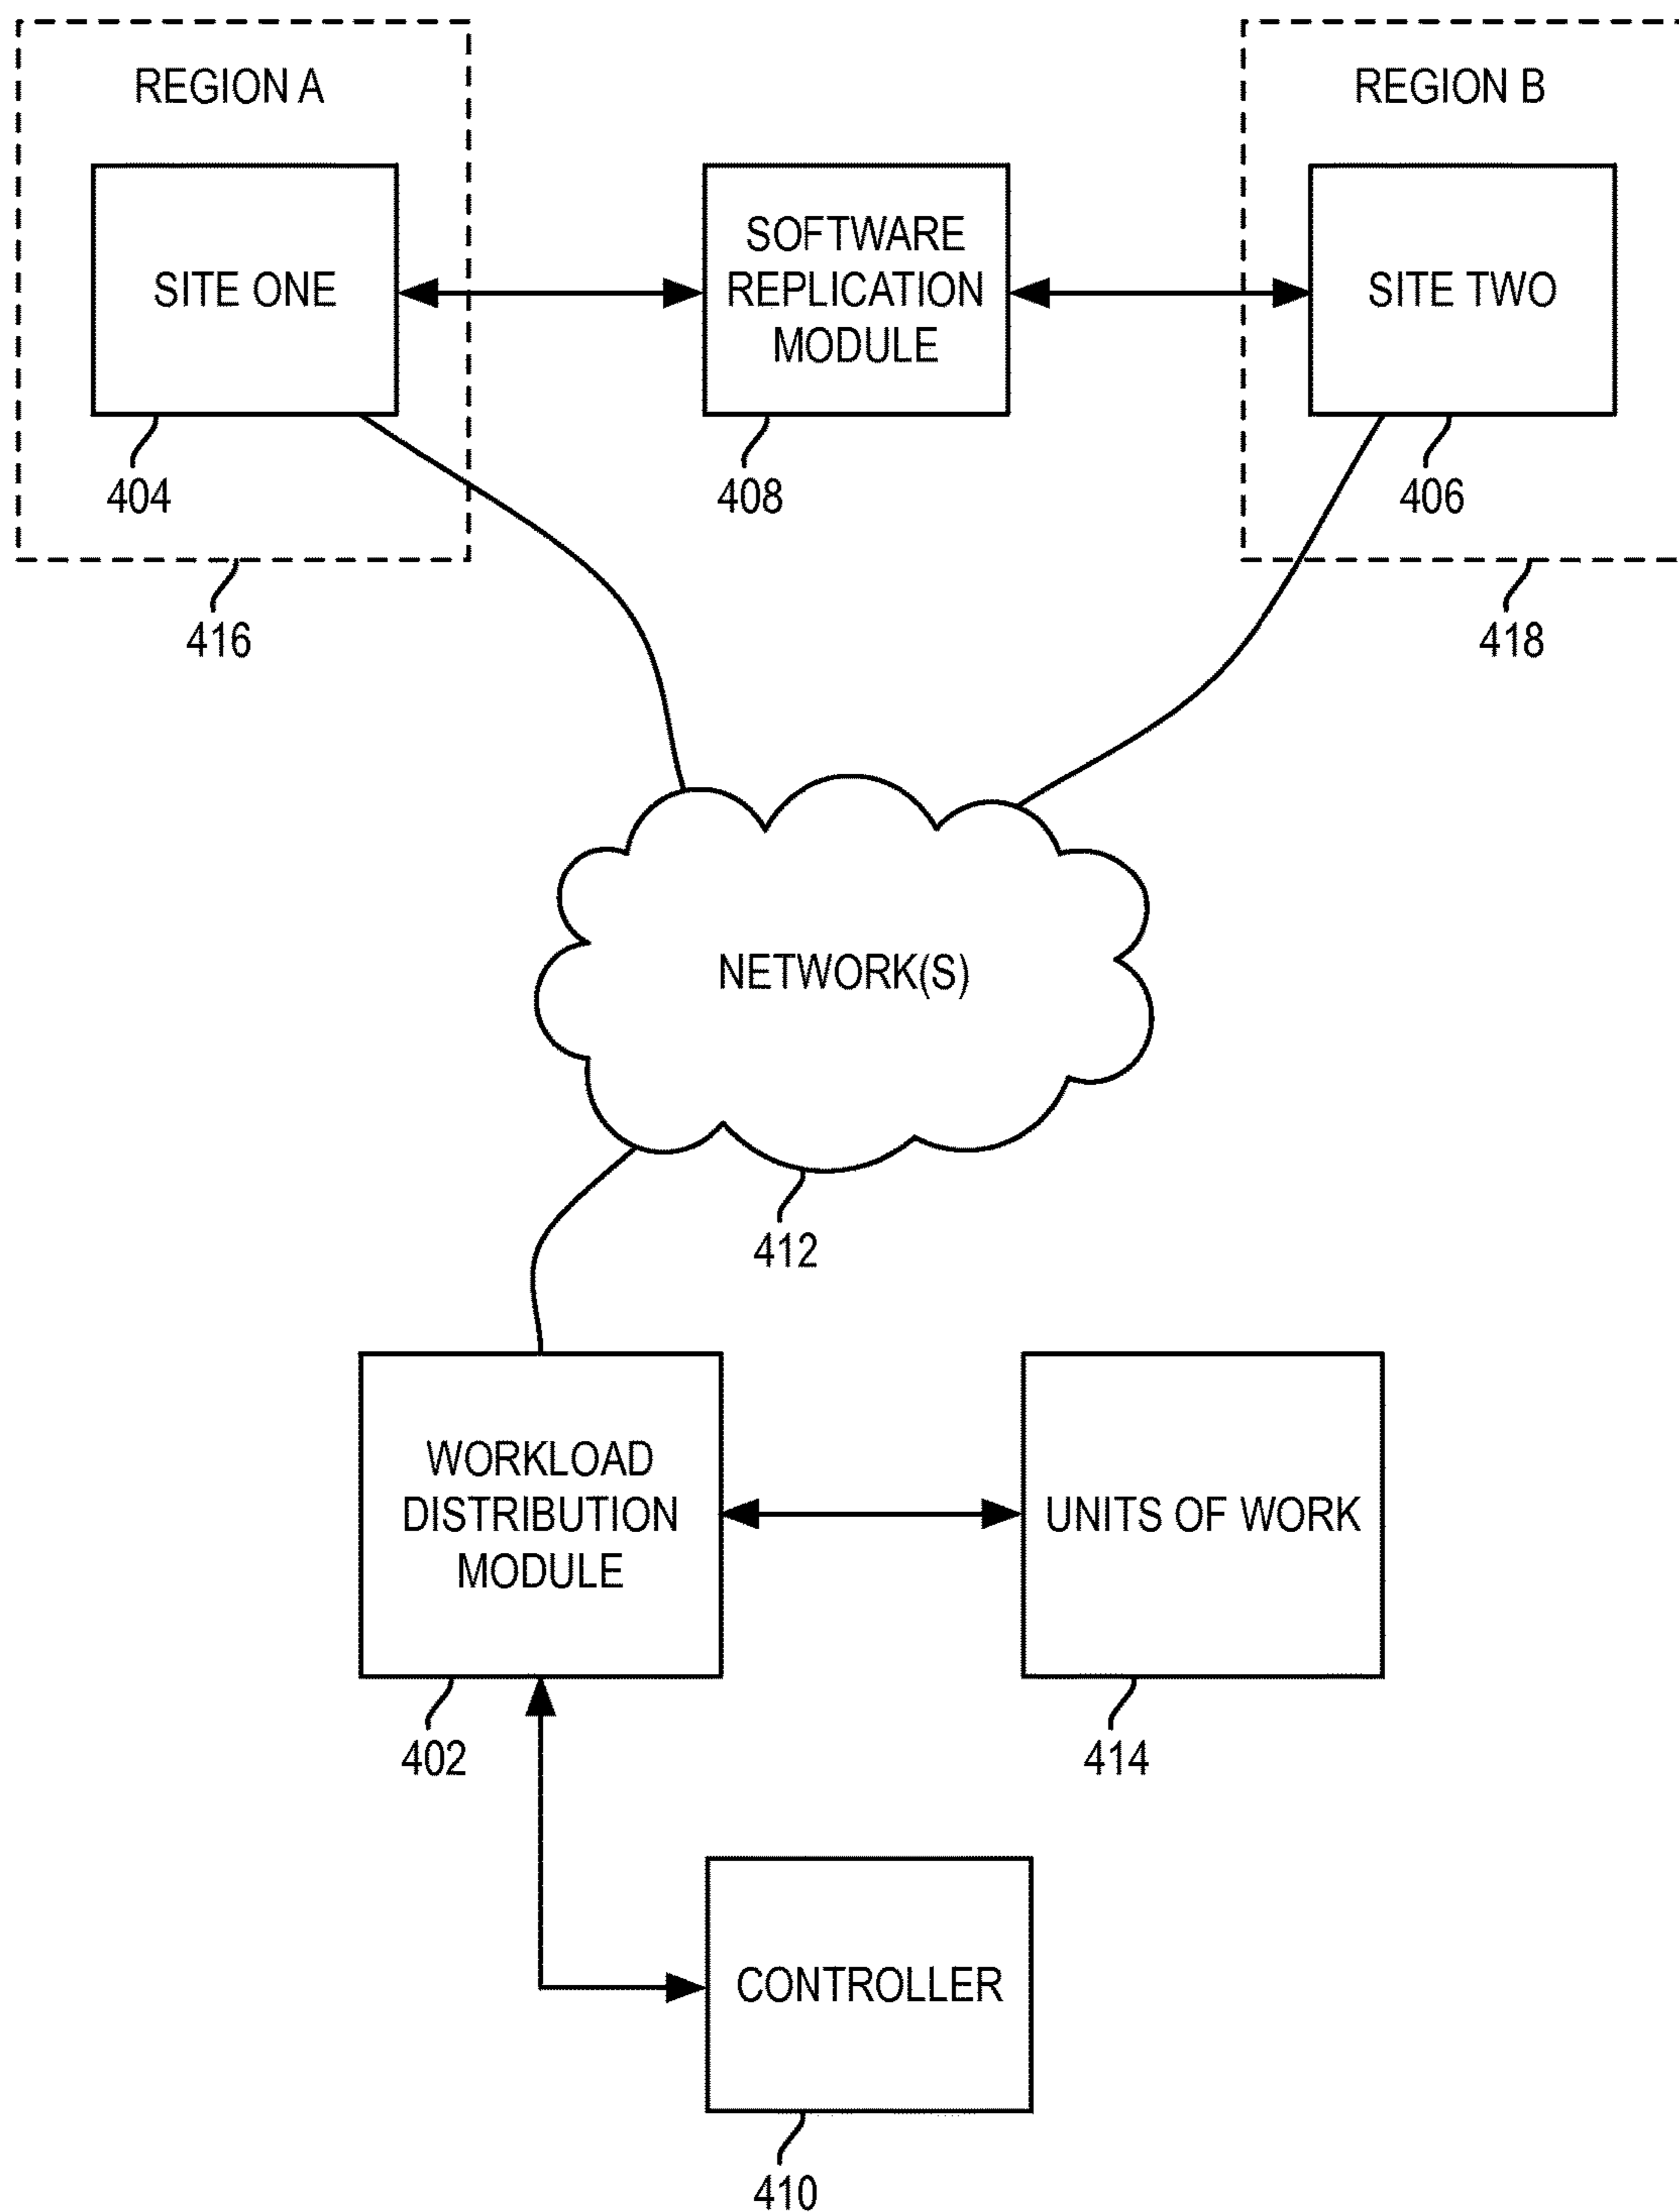 REGION A
REGION B
SITE ONE
SOFTWARE
REPLICATION
MODULE
SITE TWO
404
408
406
416
418
NETWORK(S)
412
WORKLOAD
DISTRIBUTION
MODULE
UNITS OF WORK
402
414
CONTROLLER
410